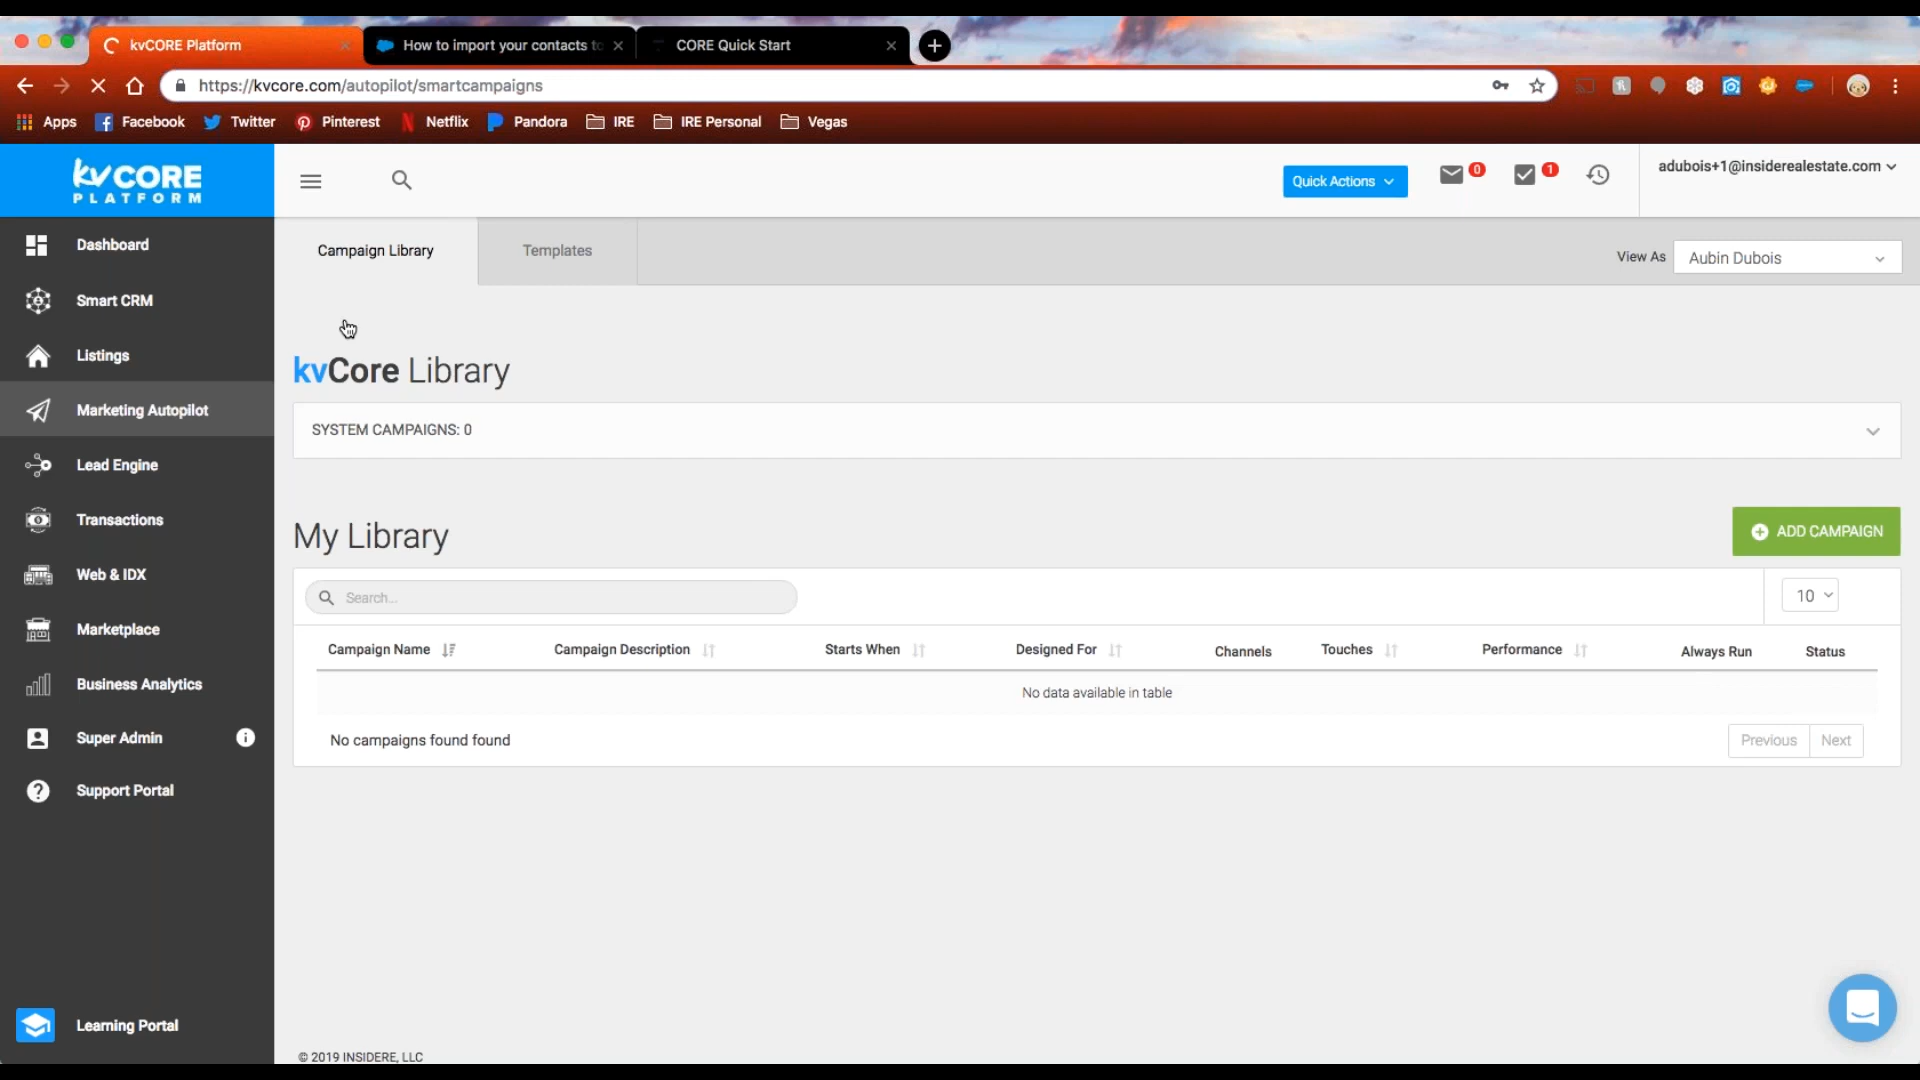 kvCORE Platform
How to import your contacts to
CORE Quick Start
https://kvcore.com/autopilot/smartcampaigns
Apps
Facebook
Twitter
Pinterest
Netflix
Pandora
IRE
IRE Personal
Vegas
kvCORE
PLATFORM
Quick Actions
0
1
adubois+1@insiderealestate.com
Dashboard
Smart CRM
Listings
Marketing Autopilot
Lead Engine
Transactions
Web & IDX
Marketplace
Business Analytics
Super Admin
Support Portal
Learning Portal
Campaign Library
Templates
View As
Aubin Dubois
kvCore Library
SYSTEM CAMPAIGNS: 0
My Library
ADD CAMPAIGN
Search...
10
Campaign Name
Campaign Description
Starts When
Designed For
Channels
Touches
Performance
Always Run
Status
No data available in table
No campaigns found found
Previous
Next
© 2019 INSIDERE, LLC